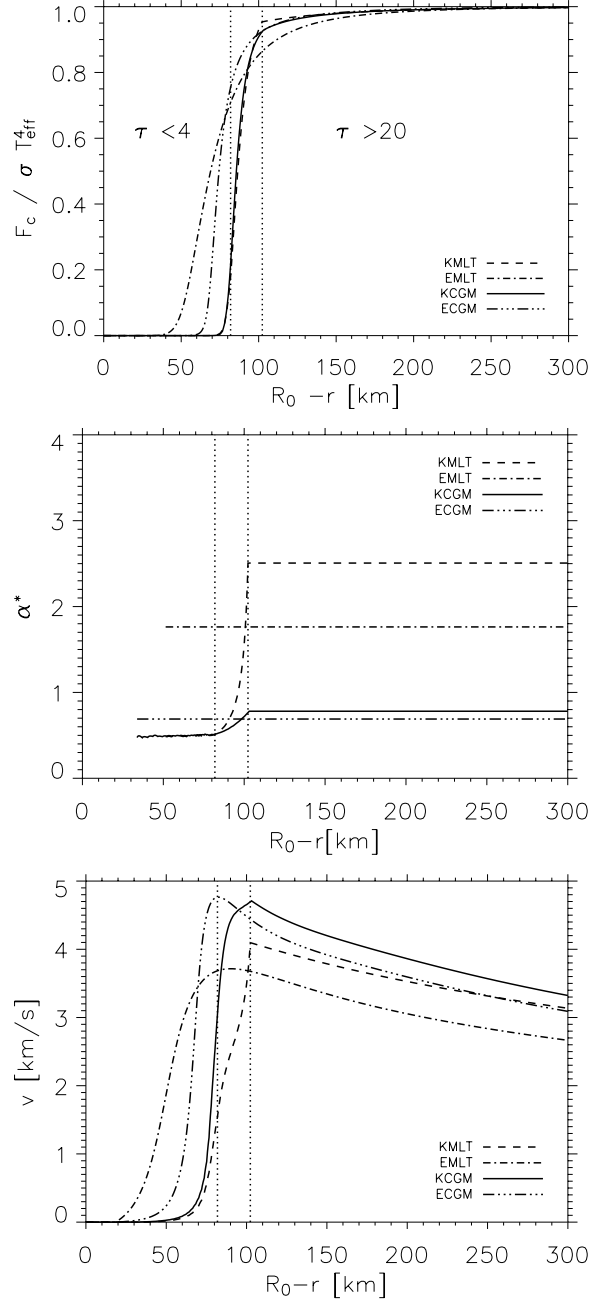 1.0
0.8
0.6
0.4
0.2
0.0
F_c / σ T^4_eff
τ <4
τ >20
KMLT
EMLT
KCGM
ECGM
0 50 100 150 200 250 300
R_0 −r [km]
4
3
2
1
0
α*
KMLT
EMLT
KCGM
ECGM
0 50 100 150 200 250 300
R_0−r[km]
5
4
3
2
1
0
v [km/s]
KMLT
EMLT
KCGM
ECGM
0 50 100 150 200 250 300
R_0−r [km]